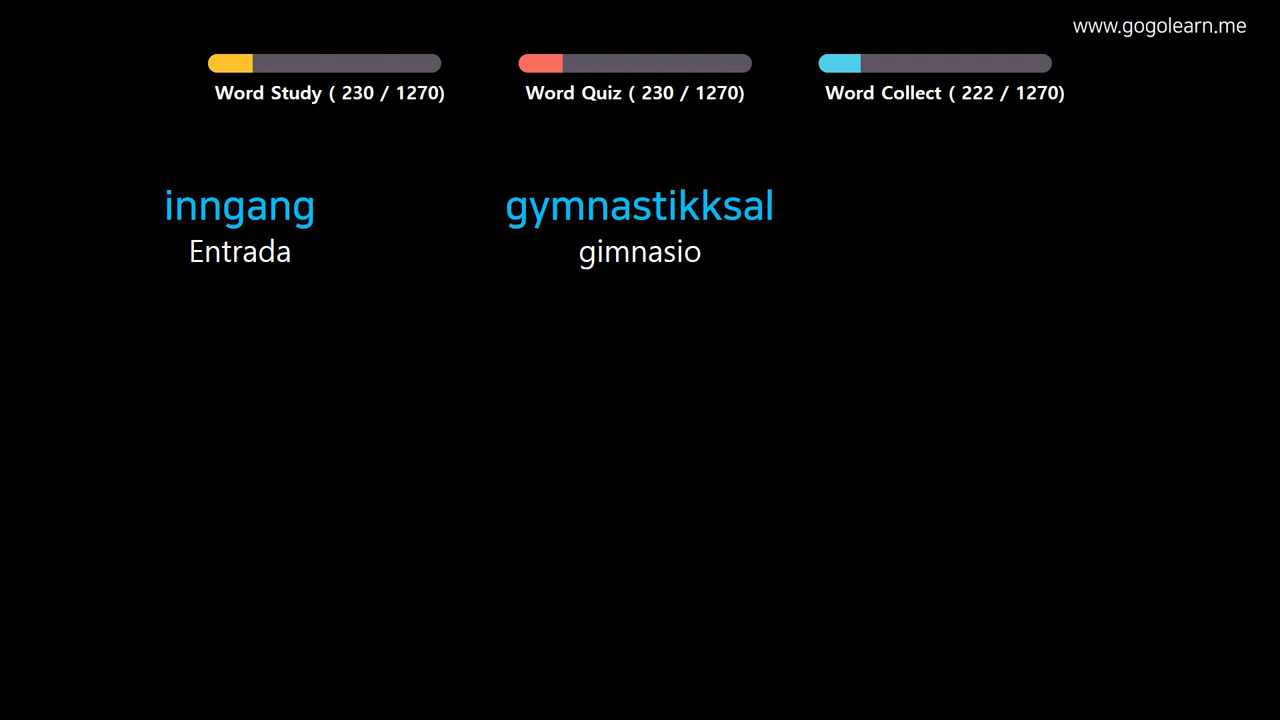 www.gogolearn.me
Word Study ( 230 / 1270)
Word Quiz ( 230 / 1270)
Word Collect ( 222 / 1270)
inngang
Entrada
gymnastikksal
gimnasio